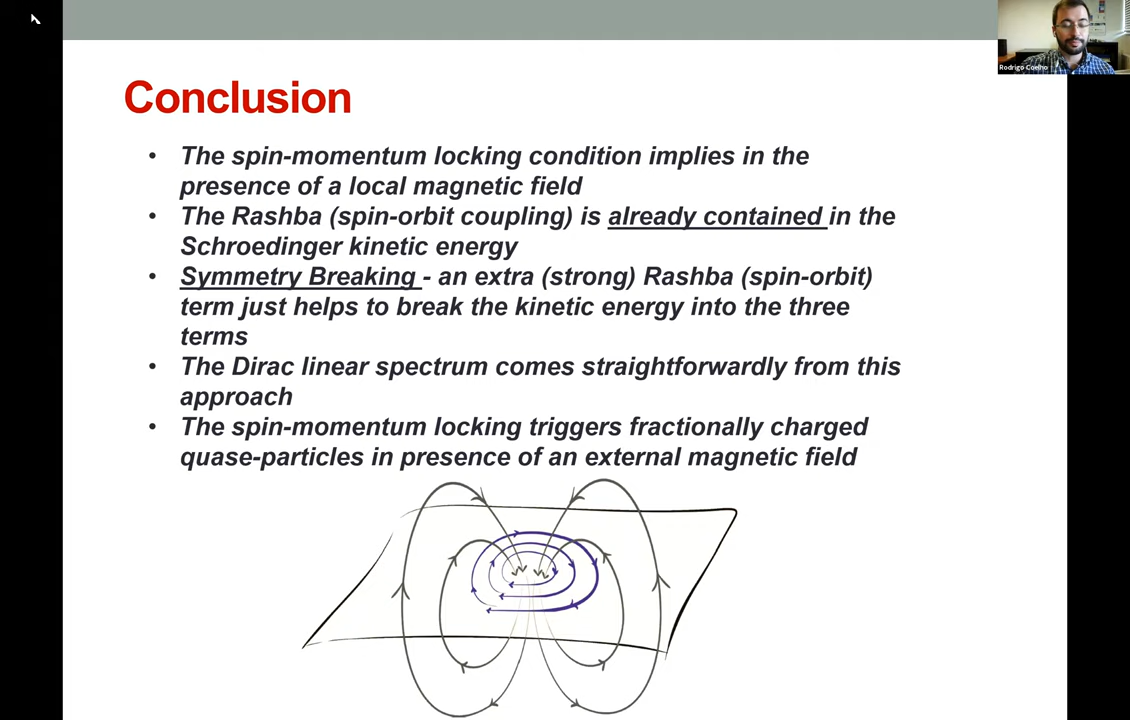 Rodrigo Coelho
Conclusion
• The spin-momentum locking condition implies in the
presence of a local magnetic field
• The Rashba (spin-orbit coupling) is already contained in the
Schroedinger kinetic energy
• Symmetry Breaking - an extra (strong) Rashba (spin-orbit)
term just helps to break the kinetic energy into the three
terms
• The Dirac linear spectrum comes straightforwardly from this
approach
• The spin-momentum locking triggers fractionally charged
quase-particles in presence of an external magnetic field